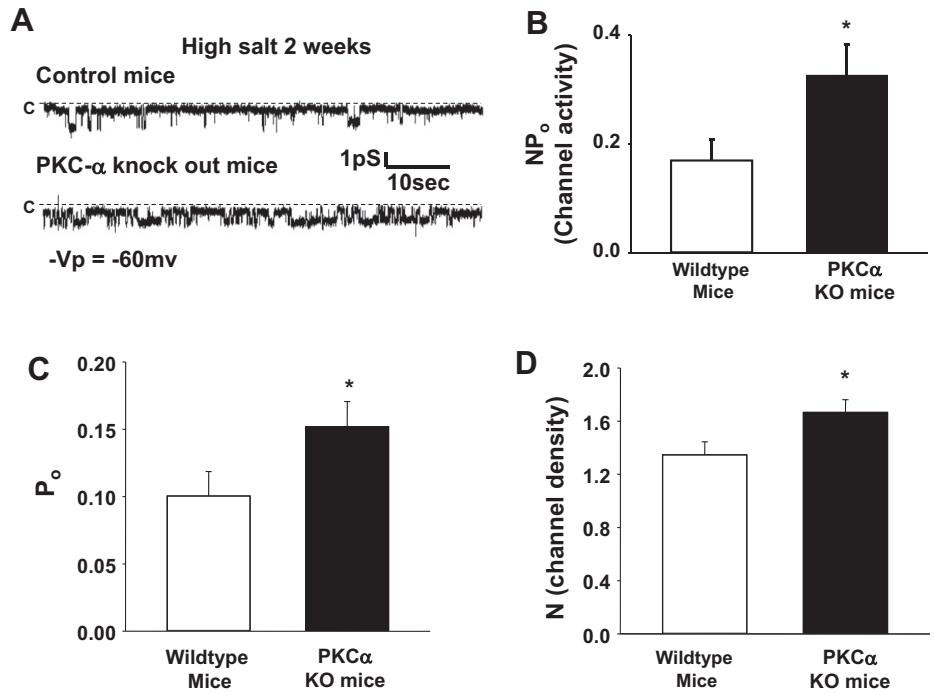 A
High salt 2 weeks
Control mice
C
PKC-α knock out mice
1pS
10sec
C
-Vp = -60mv
B
NPo
(Channel activity)
0.4
0.2
0.0
*
Wildtype
Mice
PKCα
KO mice
C
Po
0.20
0.15
0.10
0.05
0.00
*
Wildtype
Mice
PKCα
KO mice
D
N (channel density)
2.0
1.6
1.2
0.8
0.4
0.0
*
Wildtype
Mice
PKCα
KO mice